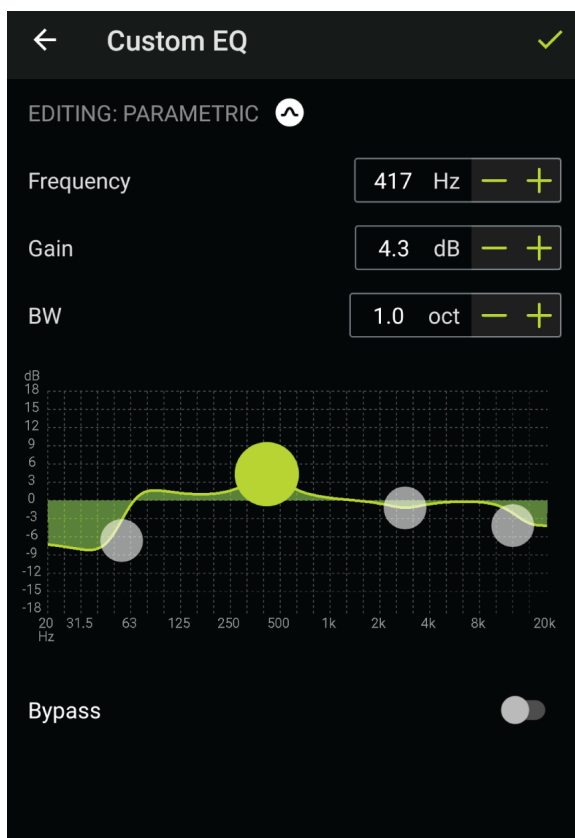 Custom EQ
EDITING: PARAMETRIC
Frequency 417 Hz
Gain 4.3 dB
BW 1.0 oct
dB
18
15
12
9
6
3
0
-3
-6
-9
-12
-15
-18
20 31.5 63 125 250 500 1k 2k 4k 8k 20k
Hz
Bypass